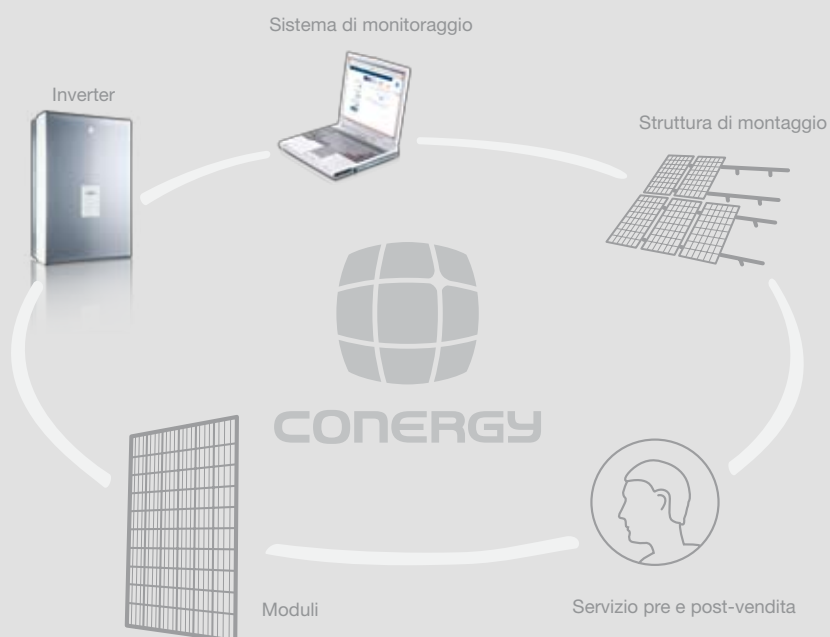 Sistema di monitoraggio
Inverter
Struttura di montaggio
CONERGY
Moduli
Servizio pre e post-vendita